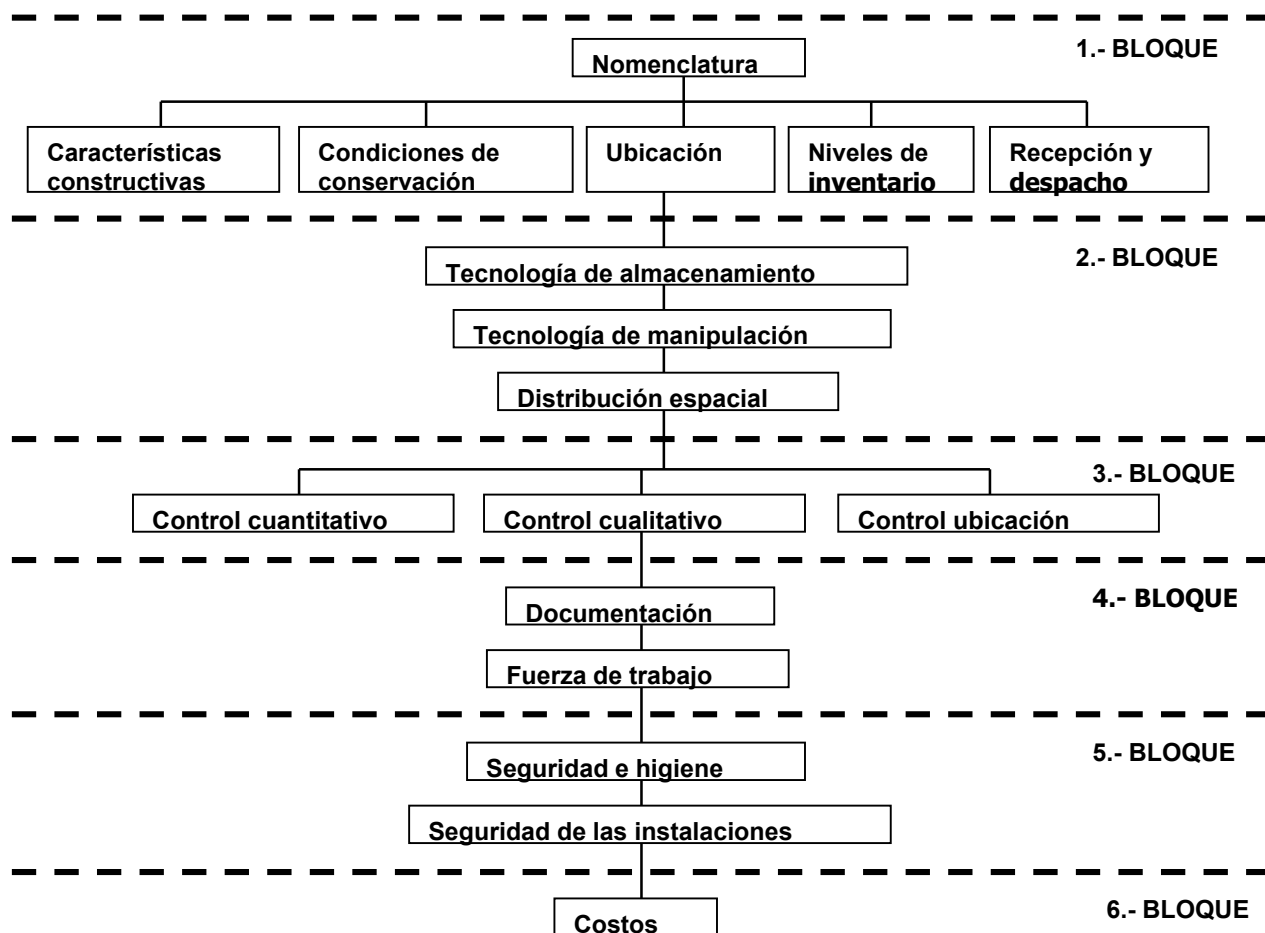 1.- BLOQUE
Nomenclatura
Características
constructivas
Condiciones de
conservación
Ubicación
Niveles de
inventario
Recepción y
despacho
2.- BLOQUE
Tecnología de almacenamiento
Tecnología de manipulación
Distribución espacial
3.- BLOQUE
Control cuantitativo
Control cualitativo
Control ubicación
4.- BLOQUE
Documentación
Fuerza de trabajo
5.- BLOQUE
Seguridad e higiene
Seguridad de las instalaciones
6.- BLOQUE
Costos